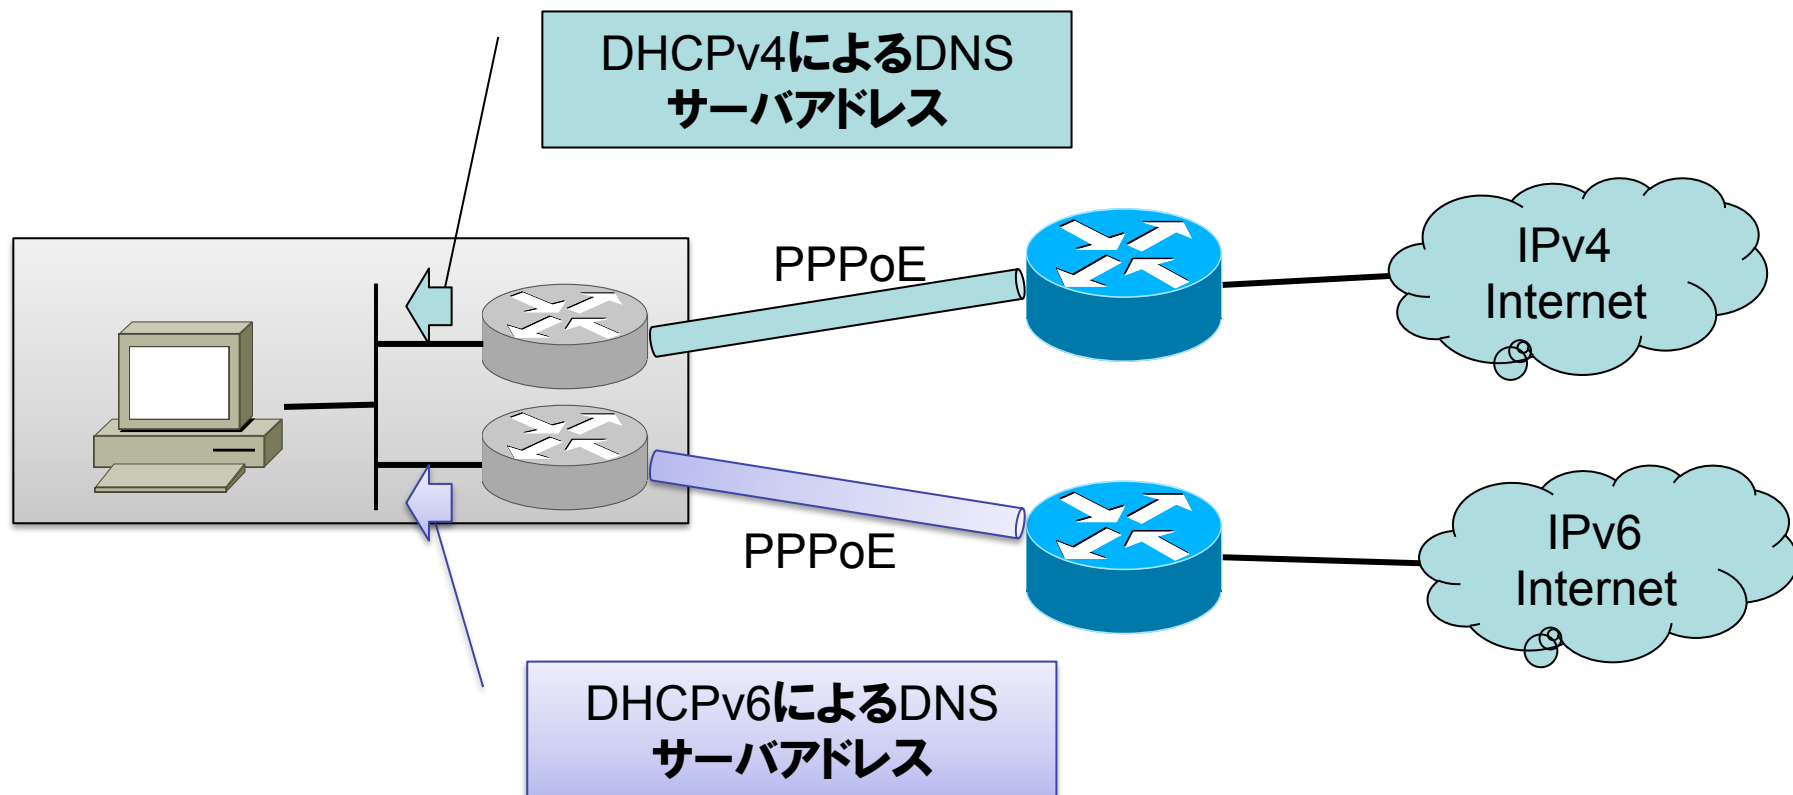 DHCPv4によるDNS
サーバアドレス
PPPoE
IPv4
Internet
PPPoE
IPv6
Internet
DHCPv6によるDNS
サーバアドレス